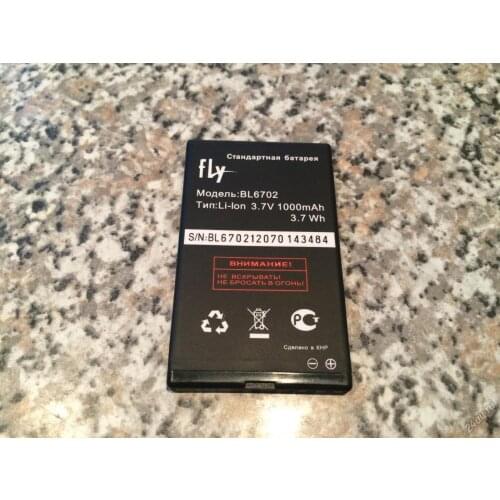 Стандартная батарея
fly
Модель:BL6702
Тип:Li-Ion 3.7V 1000mAh
3.7 Wh
S/N:BL670212070143484
ВНИМАНИЕ!
НЕ ВСКРЫВАТЬ!
НЕ БРОСАТЬ В ОГОНЬ!
Сделано в КНР